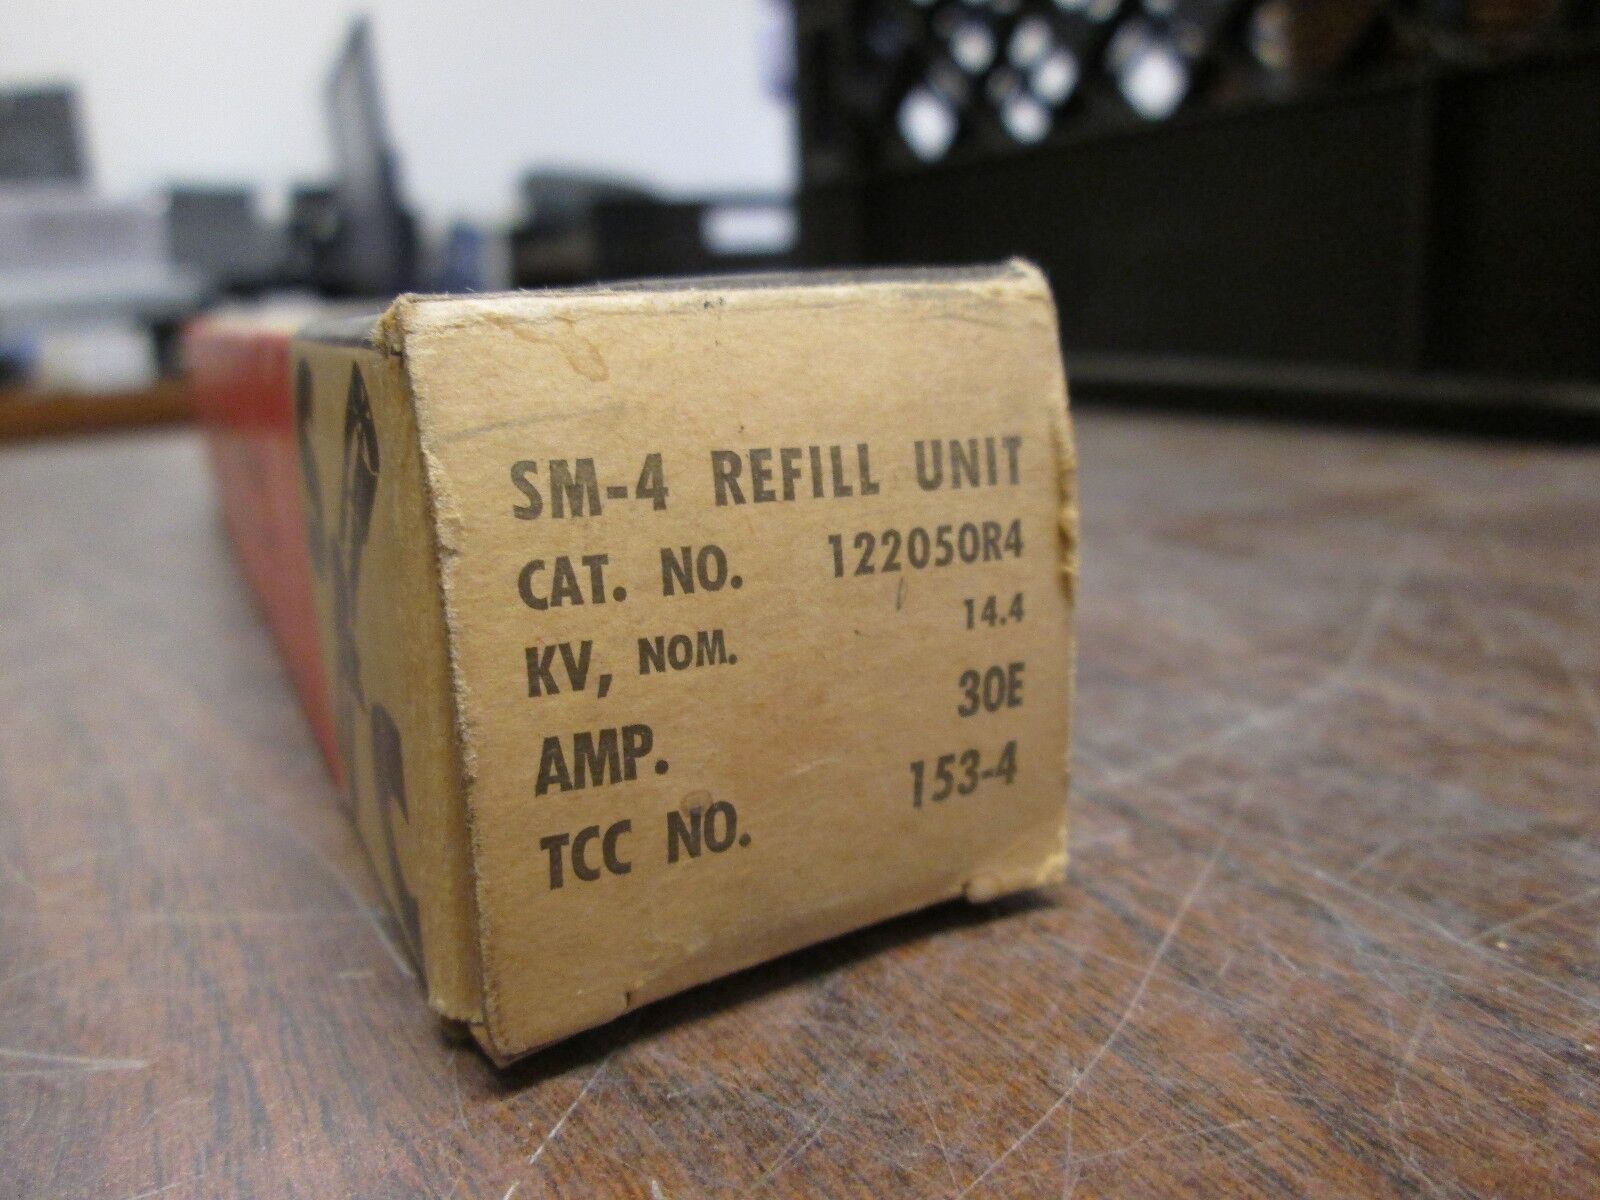 SM-4 REFILL UNIT
CAT. NO. 122050R4
KV, NOM. 14.4
AMP. 30E
TCC NO. 153-4